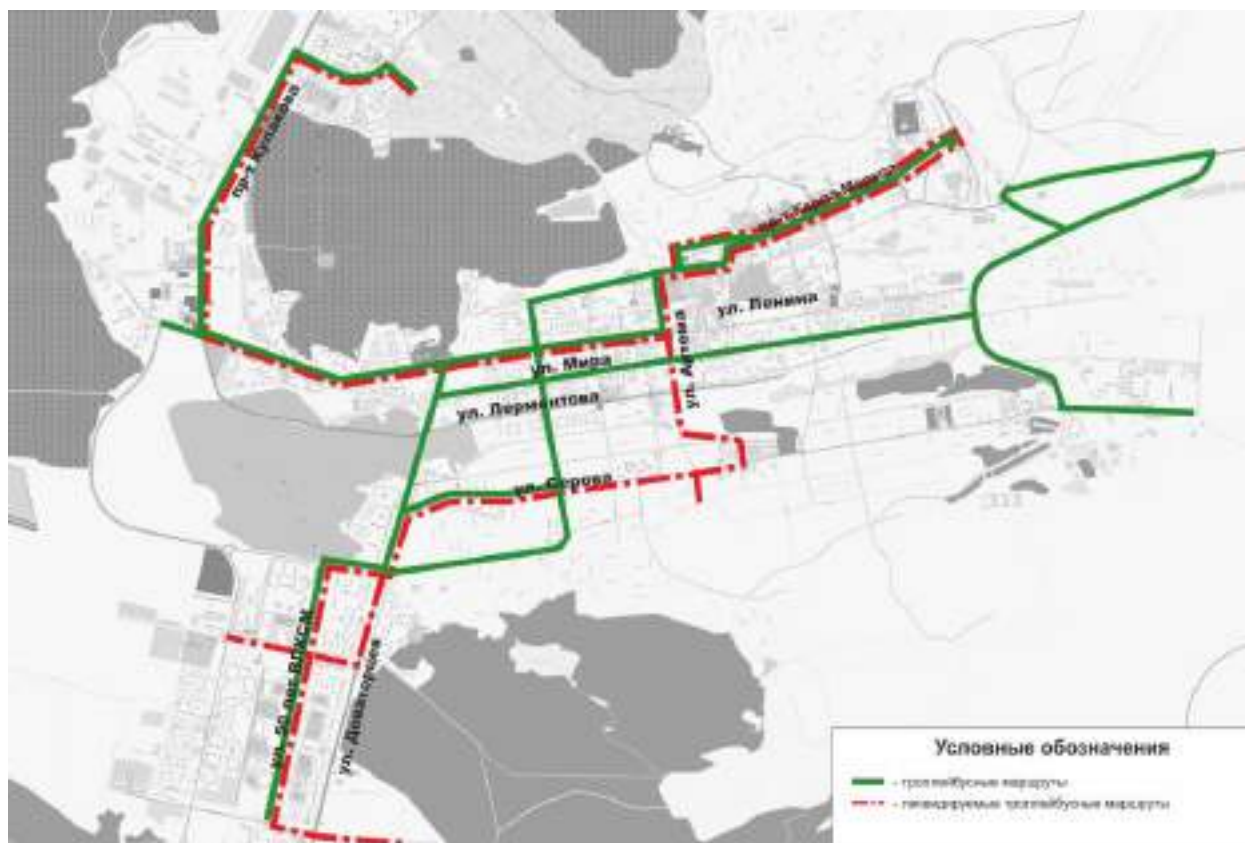 пр-т Кулакова
ул. Ленина
ул. Артема
ул. Мира
ул. Лермонтова
ул. Серова
ул. 50 лет ВЛКСМ
ул. Доваторцев
Условные обозначения
- троллейбусные маршруты
- ликвидируемые троллейбусные маршруты